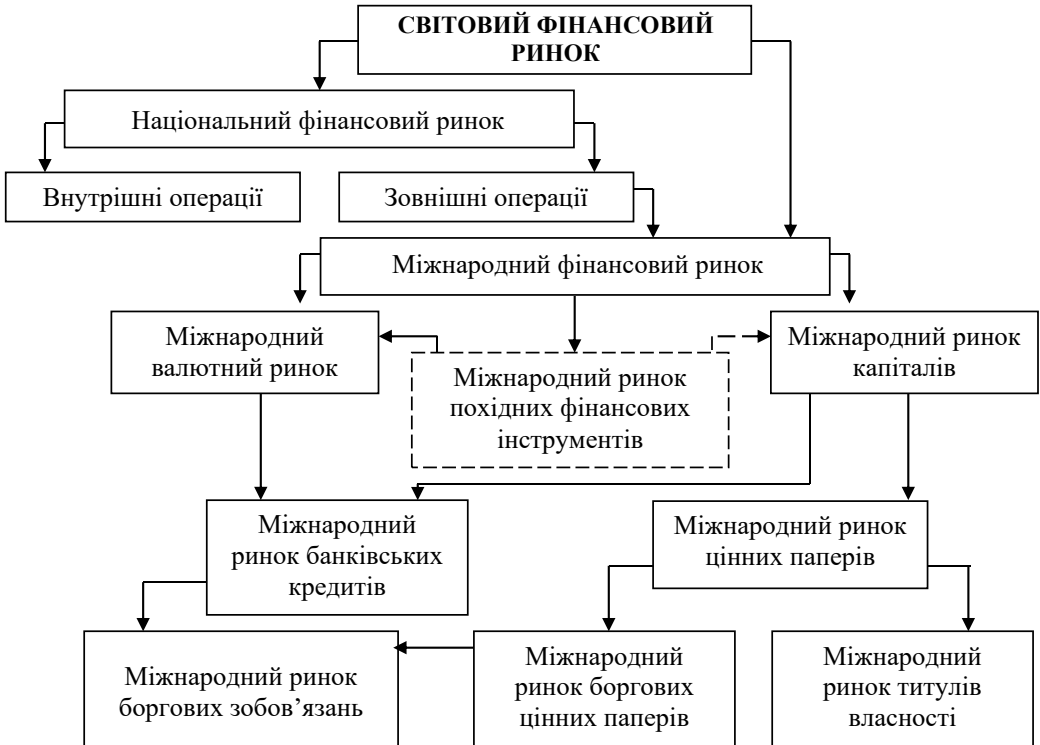 СВІТОВИЙ ФІНАНСОВИЙ
РИНОК
Національний фінансовий ринок
Внутрішні операції
Зовнішні операції
Міжнародний фінансовий ринок
Міжнародний
валютний ринок
Міжнародний ринок
похідних фінансових
інструментів
Міжнародний ринок
капіталів
Міжнародний
ринок банківських
кредитів
Міжнародний ринок
цінних паперів
Міжнародний ринок
боргових зобов’язань
Міжнародний
ринок боргових
цінних паперів
Міжнародний
ринок титулів
власності